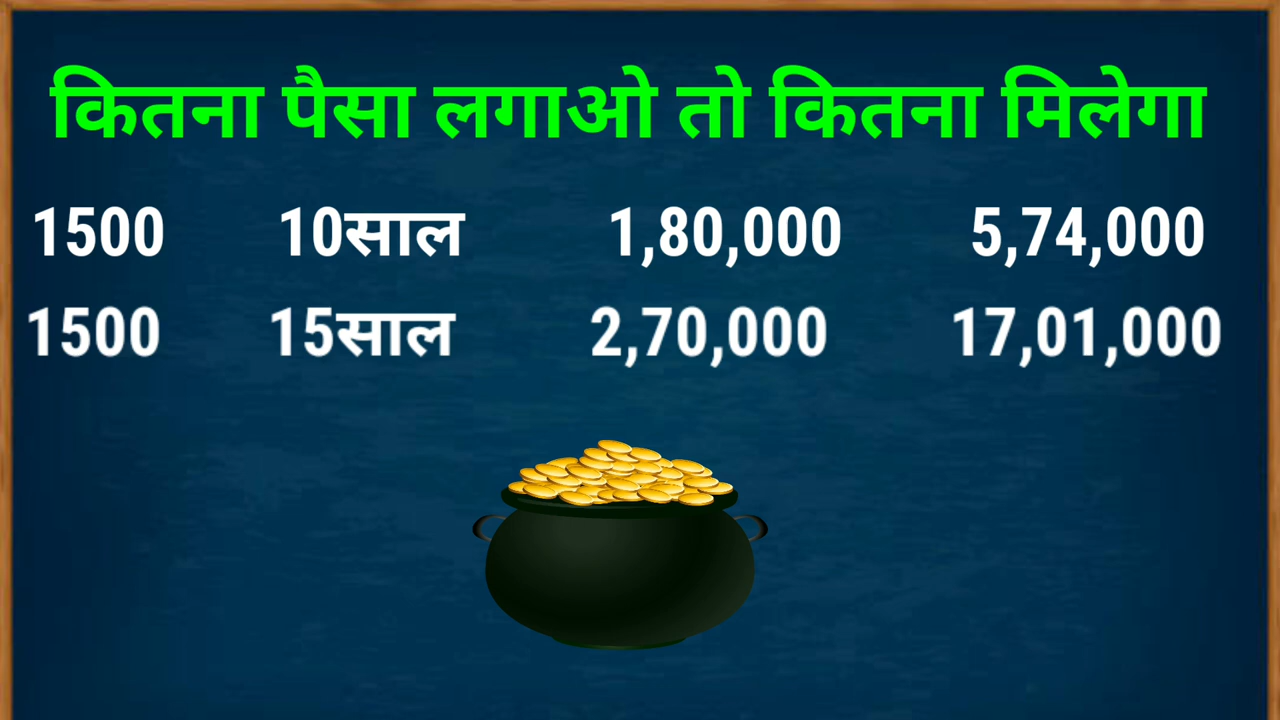 कितना पैसा लगाओ तो कितना मिलेगा
1500 10साल 1,80,000 5,74,000
1500 15साल 2,70,000 17,01,000